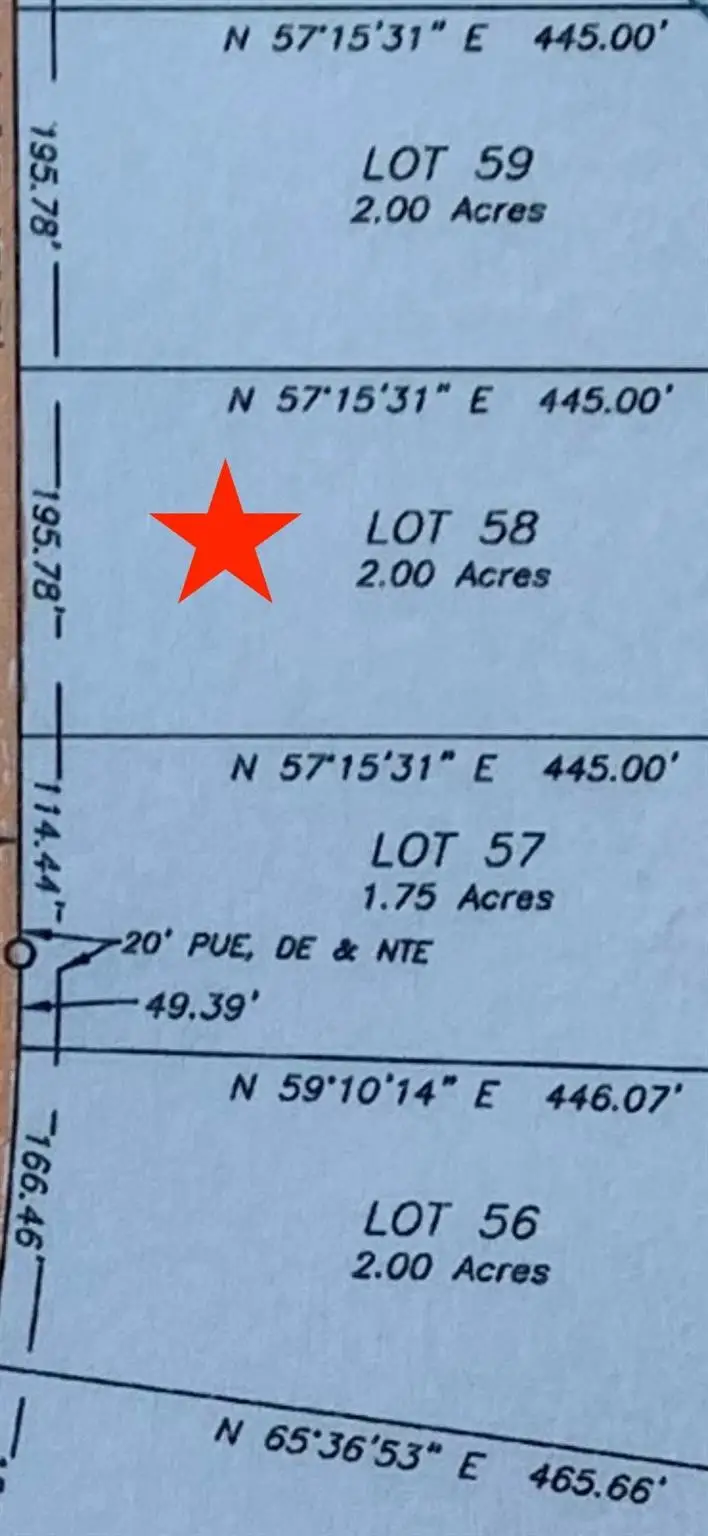 N 57°15'31" E 445.00'
195.78'
LOT 59
2.00 Acres
N 57°15'31" E 445.00'
195.78'
LOT 58
2.00 Acres
N 57°15'31" E 445.00'
114.44'
LOT 57
1.75 Acres
20' PUE, DE & NTE
49.39'
N 59°10'14" E 446.07'
166.46'
LOT 56
2.00 Acres
N 65°36'53" E 465.66'